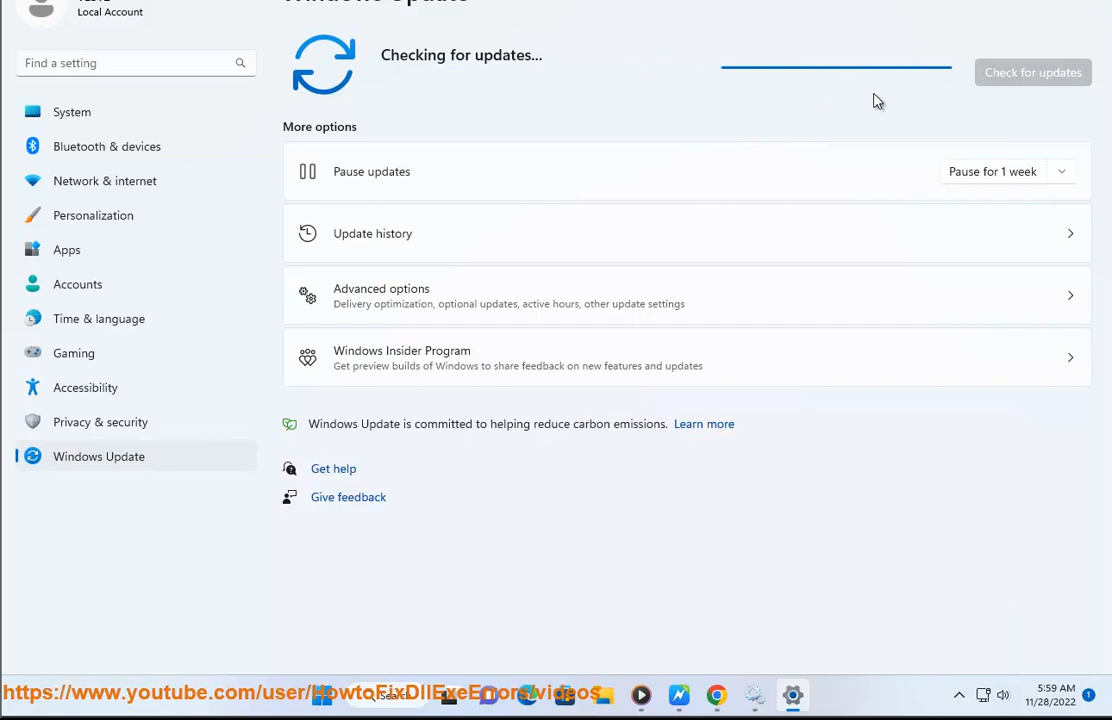 Local Account
Find a setting
Checking for updates...
Check for updates
System
Bluetooth & devices
Network & internet
Personalization
Apps
Accounts
Time & language
Gaming
Accessibility
Privacy & security
Windows Update
More options
Pause updates
Pause for 1 week
Update history
Advanced options
Delivery optimization, optional updates, active hours, other update settings
Windows Insider Program
Get preview builds of Windows to share feedback on new features and updates
Windows Update is committed to helping reduce carbon emissions. Learn more
Get help
Give feedback
https://www.youtube.com/user/HowtoFixDllExeErrors/videos
Search
5:59 AM
11/28/2022
1